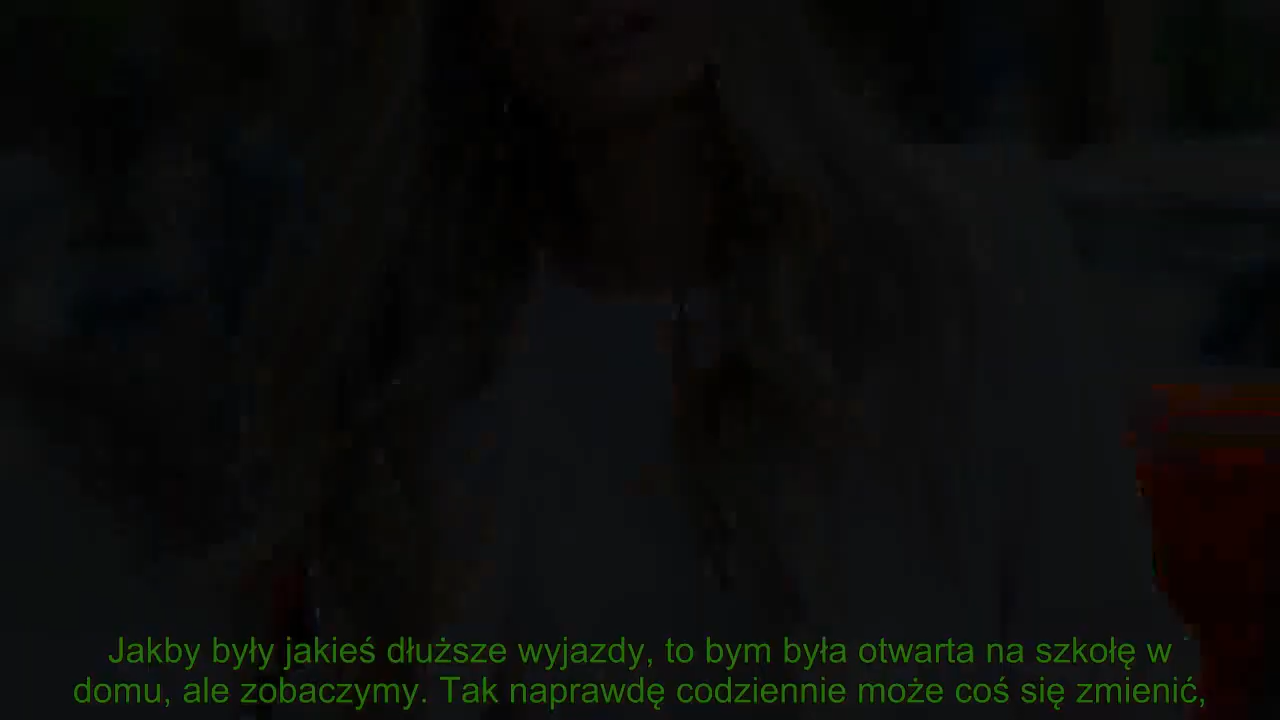 Jakby były jakieś dłuższe wyjazdy, to bym była otwarta na szkołę w
domu, ale zobaczymy. Tak naprawdę codziennie może coś się zmienić,